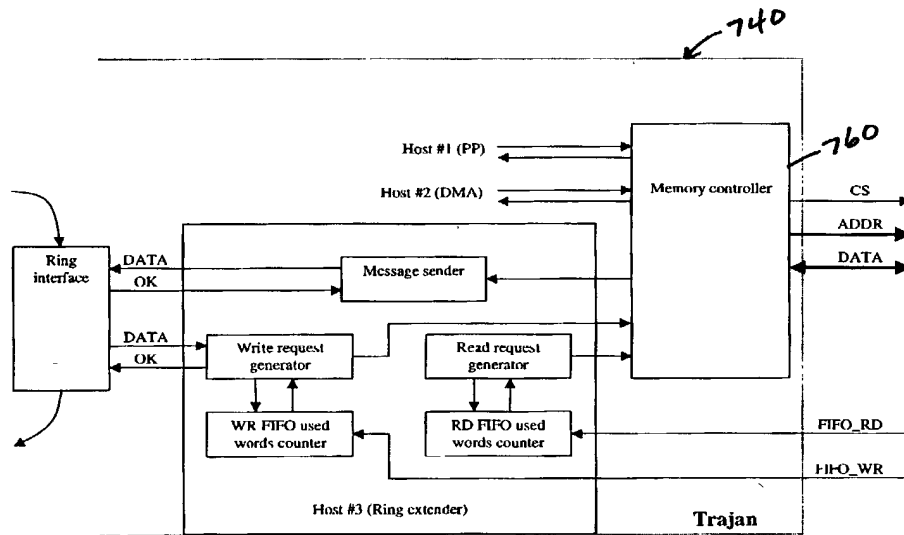 740
Host #1 (PP)
760
Host #2 (DMA)
Memory controller
CS
ADDR
DATA
Ring
interface
DATA
OK
Message sender
DATA
OK
Write request
generator
Read request
generator
WR FIFO used
words counter
RD FIFO used
words counter
FIFO_RD
FIFO_WR
Host #3 (Ring extender)
Trajan